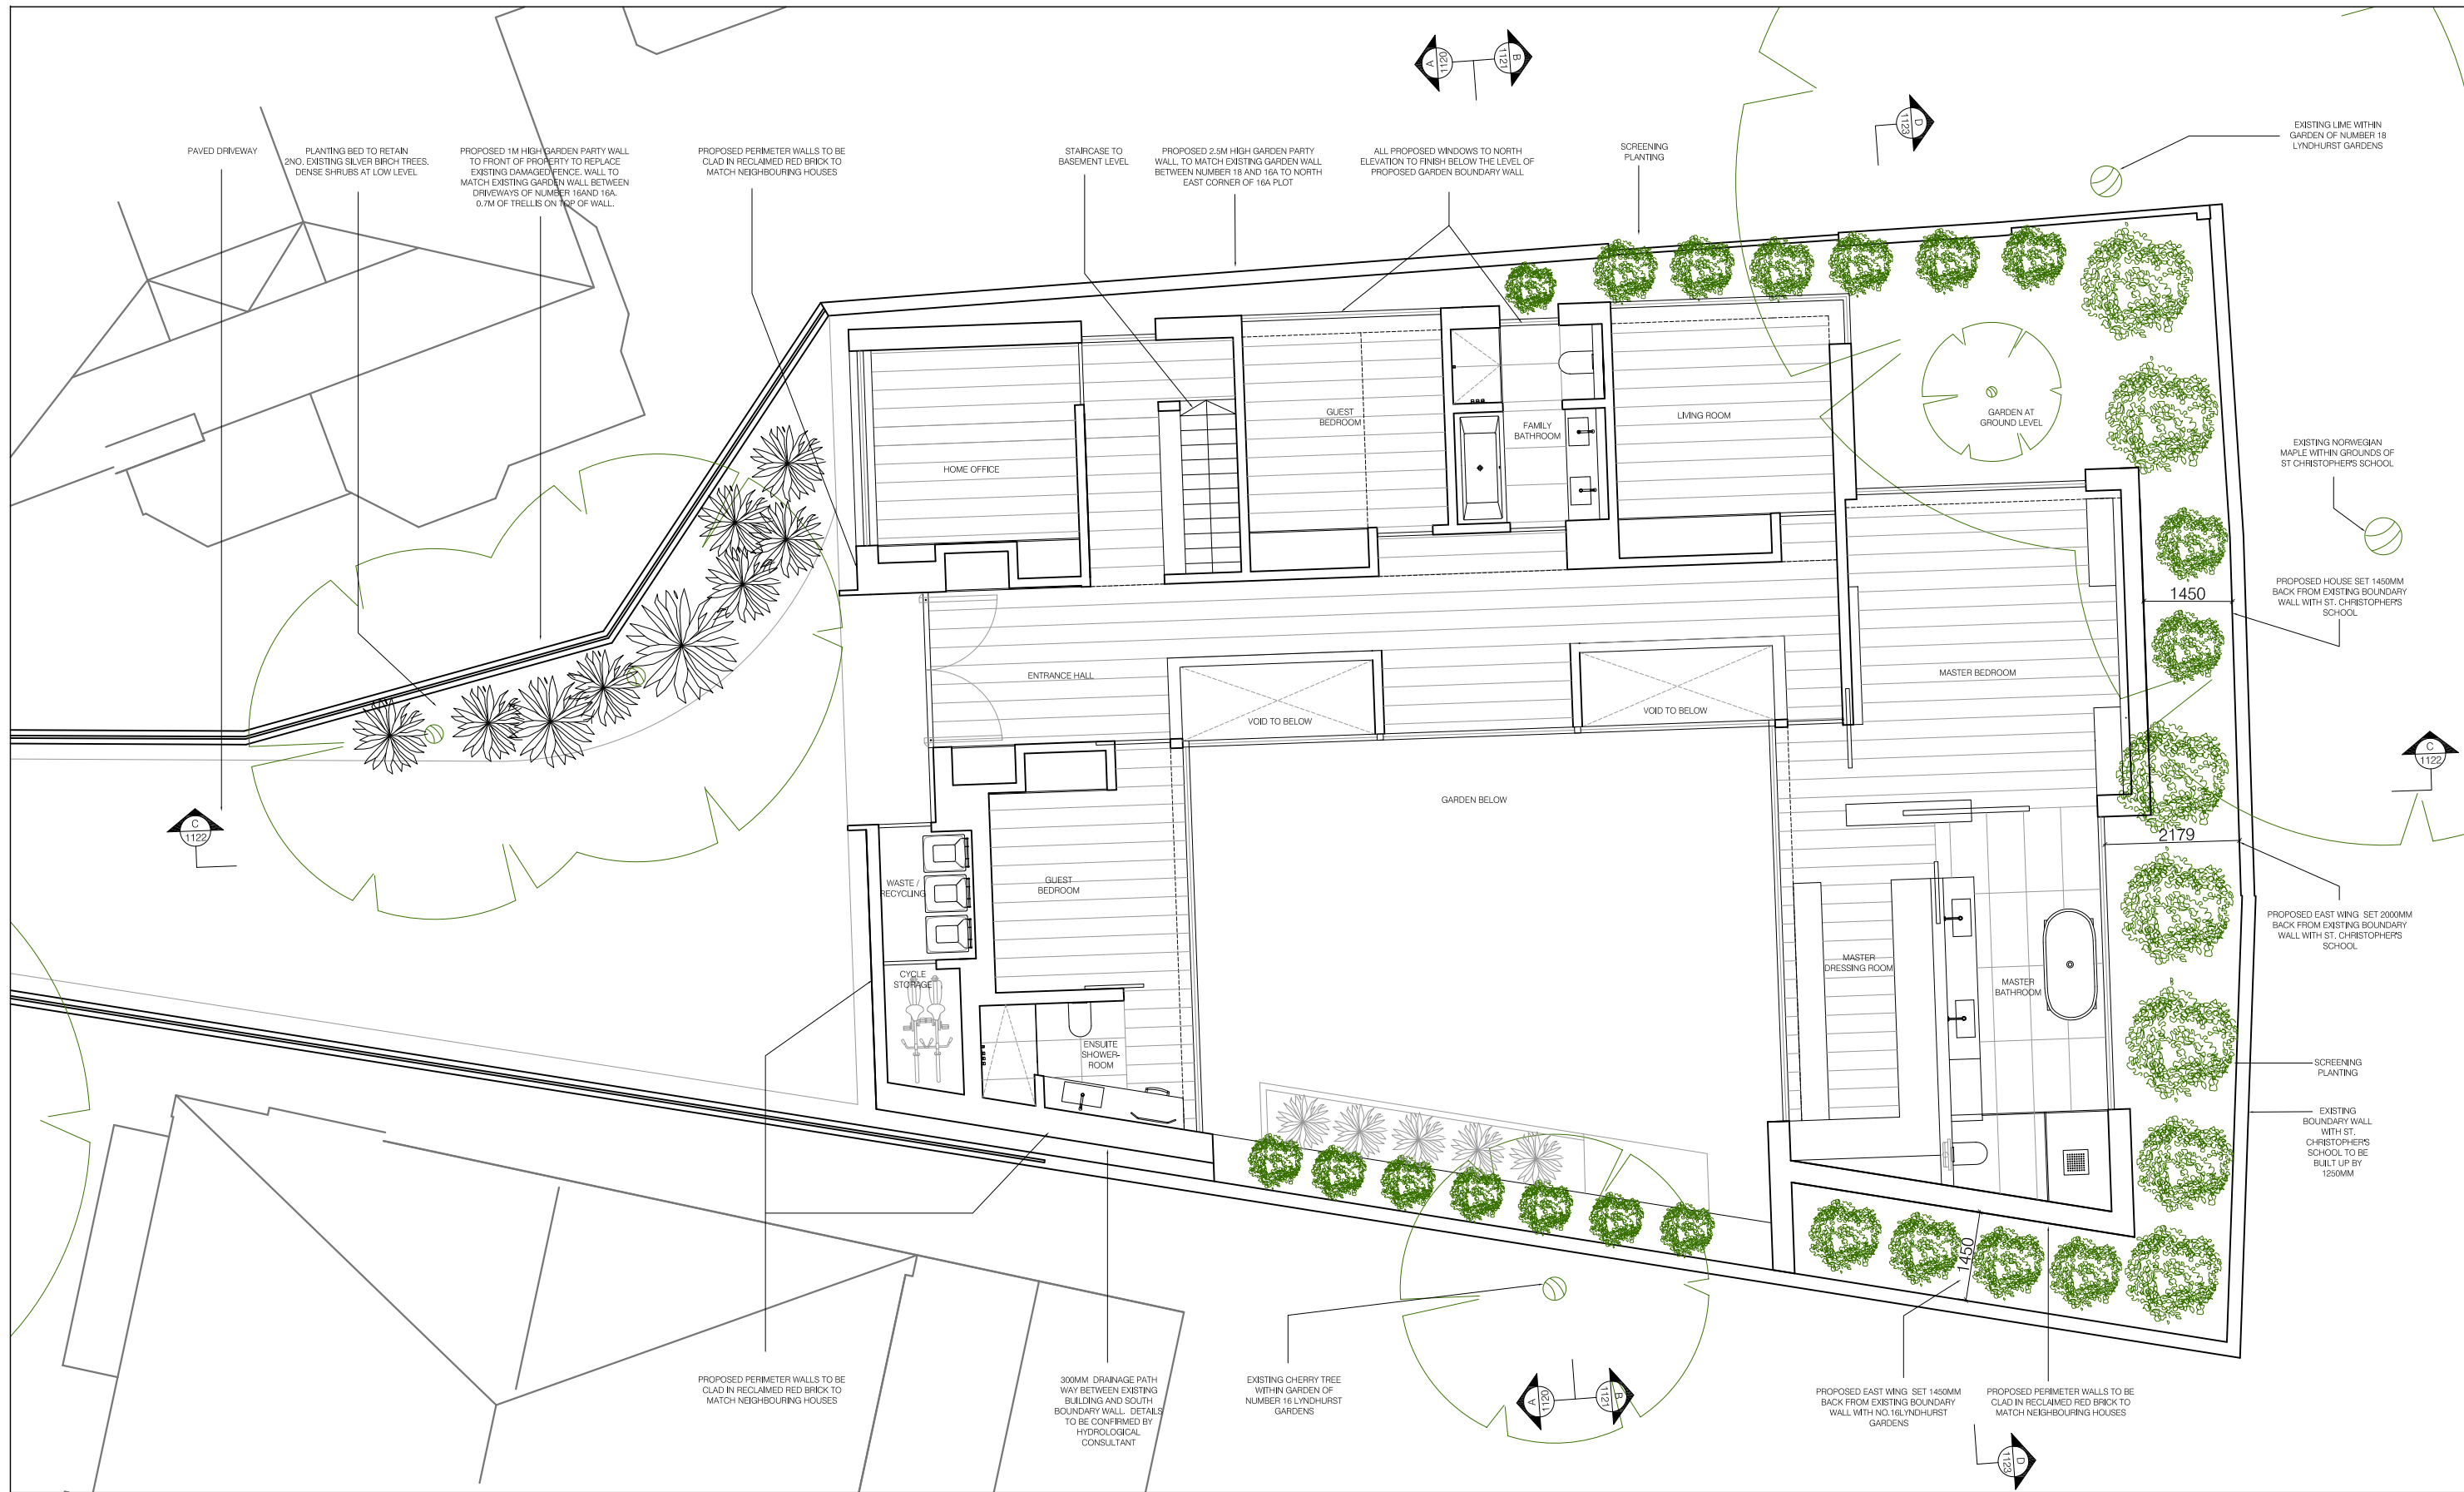 PAVED DRIVEWAY
PLANTING BED TO RETAIN
2NO. EXISTING SILVER BIRCH TREES.
DENSE SHRUBS AT LOW LEVEL
PROPOSED 1M HIGH GARDEN PARTY WALL
TO FRONT OF PROPERTY TO REPLACE
EXISTING DAMAGED FENCE. WALL TO
MATCH EXISTING GARDEN WALL BETWEEN
DRIVEWAYS OF NUMBER 16AND 16A.
0.7M OF TRELLIS ON TOP OF WALL.
PROPOSED PERIMETER WALLS TO BE
CLAD IN RECLAIMED RED BRICK TO
MATCH NEIGHBOURING HOUSES
STAIRCASE TO
BASEMENT LEVEL
PROPOSED 2.5M HIGH GARDEN PARTY
WALL, TO MATCH EXISTING GARDEN WALL
BETWEEN NUMBER 18 AND 16A TO NORTH
EAST CORNER OF 16A PLOT
ALL PROPOSED WINDOWS TO NORTH
ELEVATION TO FINISH BELOW THE LEVEL OF
PROPOSED GARDEN BOUNDARY WALL
SCREENING
PLANTING
A
1120
B
1121
D
1123
EXISTING LIME WITHIN
GARDEN OF NUMBER 18
LYNDHURST GARDENS
EXISTING NORWEGIAN
MAPLE WITHIN GROUNDS OF
ST CHRISTOPHER'S SCHOOL
PROPOSED HOUSE SET 1450MM
BACK FROM EXISTING BOUNDARY
WALL WITH ST. CHRISTOPHER'S
SCHOOL
HOME OFFICE
GUEST
BEDROOM
FAMILY
BATHROOM
LIVING ROOM
GARDEN AT
GROUND LEVEL
1450
ENTRANCE HALL
VOID TO BELOW
VOID TO BELOW
MASTER BEDROOM
C
1122
C
1122
GARDEN BELOW
2179
WASTE /
RECYCLING
GUEST
BEDROOM
CYCLE
STORAGE
ENSUITE
SHOWER-
ROOM
MASTER
DRESSING ROOM
MASTER
BATHROOM
PROPOSED EAST WING SET 2000MM
BACK FROM EXISTING BOUNDARY
WALL WITH ST. CHRISTOPHER'S
SCHOOL
SCREENING
PLANTING
EXISTING
BOUNDARY WALL
WITH ST.
CHRISTOPHER'S
SCHOOL TO BE
BUILT UP BY
1250MM
1450
PROPOSED PERIMETER WALLS TO BE
CLAD IN RECLAIMED RED BRICK TO
MATCH NEIGHBOURING HOUSES
300MM DRAINAGE PATH
WAY BETWEEN EXISTING
BUILDING AND SOUTH
BOUNDARY WALL. DETAILS
TO BE CONFIRMED BY
HYDROLOGICAL
CONSULTANT
EXISTING CHERRY TREE
WITHIN GARDEN OF
NUMBER 16 LYNDHURST
GARDENS
A
1120
B
1121
PROPOSED EAST WING SET 1450MM
BACK FROM EXISTING BOUNDARY
WALL WITH NO.16LYNDHURST
GARDENS
PROPOSED PERIMETER WALLS TO BE
CLAD IN RECLAIMED RED BRICK TO
MATCH NEIGHBOURING HOUSES
D
1123